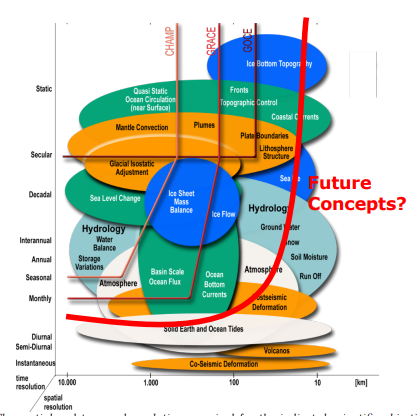 CHAMP
GRACE
GOCE
Ice Bottom Topography
Static
Quasi Static
Ocean Circulation
(near Surface)
Fronts
Topographic Control
Coastal Currents
Mantle Convection
Plumes
Plate Boundaries
Lithosphere
Structure
Secular
Glacial Isostatic
Adjustment
Sea
Future
Concepts?
Decadal
Sea Level Change
Ice Sheet
Mass
Balance
Ice Flow
Hydrology
Ground Water
Snow
Soil Moisture
Run Off
Interannual
Hydrology
Water
Balance
Annual
Storage
Variations
Seasonal
Atmosphere
Basin Scale
Ocean Flux
Ocean
Bottom
Currents
Atmosphere
Monthly
Postseismic
Deformation
Diurnal
Solid Earth and Ocean Tides
Semi-Diurnal
Volcanos
Instantaneous
Co-Seismic Deformation
time
resolution
10.000
1.000
100
10
[km]
spatial
resolution